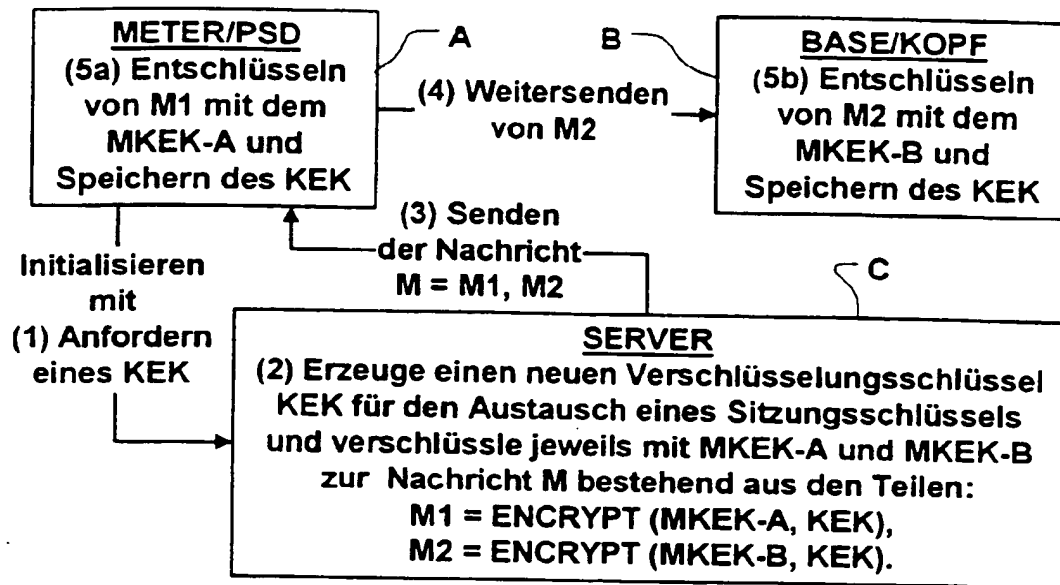 METER/PSD
(5a) Entschlüsseln
von M1 mit dem
MKEK-A und
Speichern des KEK
A
(4) Weitersenden
von M2
B
BASE/KOPF
(5b) Entschlüsseln
von M2 mit dem
MKEK-B und
Speichern des KEK
(3) Senden
der Nachricht
M = M1, M2
Initialisieren
mit
(1) Anfordern
eines KEK
C
SERVER
(2) Erzeuge einen neuen Verschlüsselungsschlüssel
KEK für den Austausch eines Sitzungsschlüssels
und verschlüssle jeweils mit MKEK-A und MKEK-B
zur Nachricht M bestehend aus den Teilen:
M1 = ENCRYPT (MKEK-A, KEK),
M2 = ENCRYPT (MKEK-B, KEK).